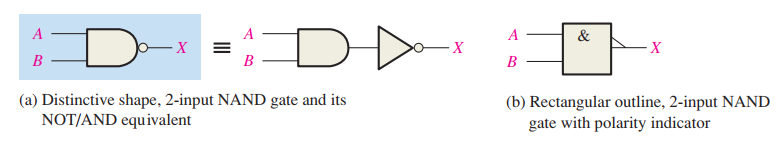 A
B
X
≡
A
B
X
A
B
&
X
(a) Distinctive shape, 2-input NAND gate and its
NOT/AND equivalent
(b) Rectangular outline, 2-input NAND
gate with polarity indicator